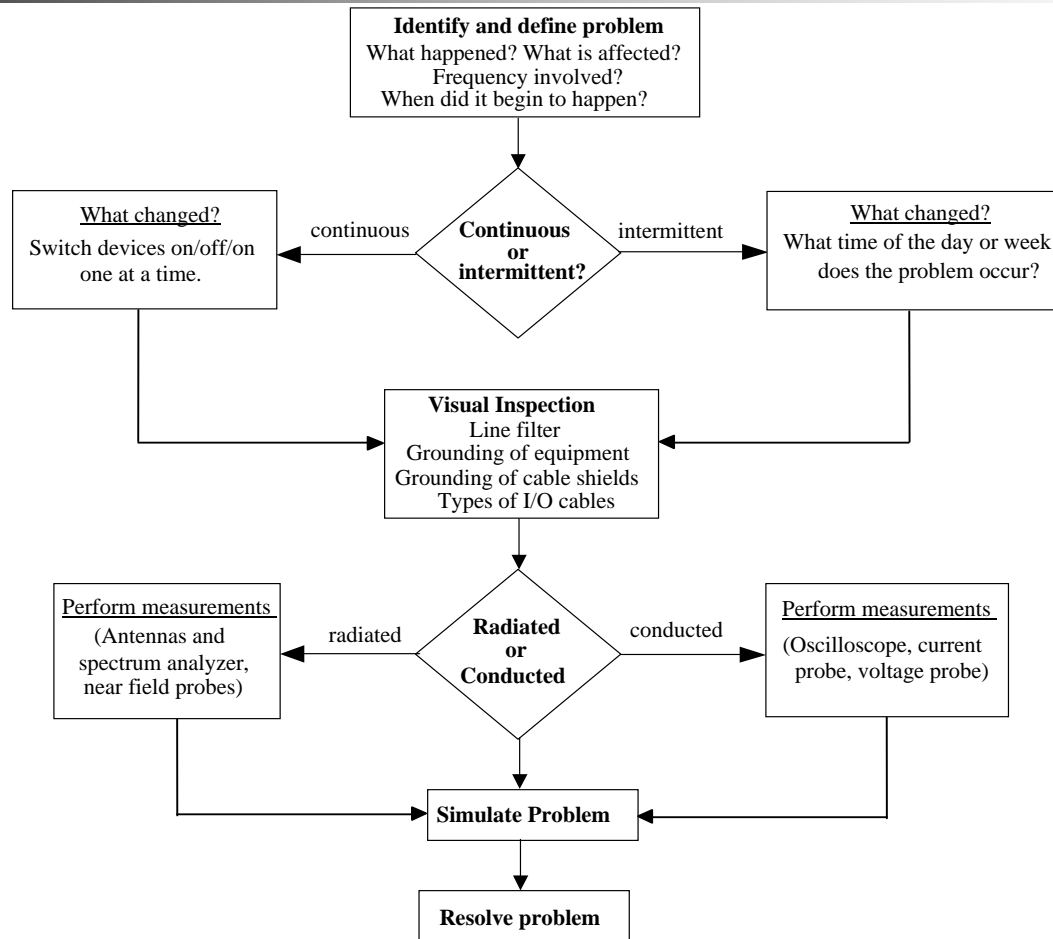 Identify and define problem
What happened? What is affected?
Frequency involved?
When did it begin to happen?
What changed?
Switch devices on/off/on
one at a time.
continuous
Continuous
or
intermittent?
intermittent
What changed?
What time of the day or week
does the problem occur?
Visual Inspection
Line filter
Grounding of equipment
Grounding of cable shields
Types of I/O cables
Perform measurements
(Antennas and
spectrum analyzer,
near field probes)
radiated
Radiated
or
Conducted
conducted
Perform measurements
(Oscilloscope, current
probe, voltage probe)
Simulate Problem
Resolve problem